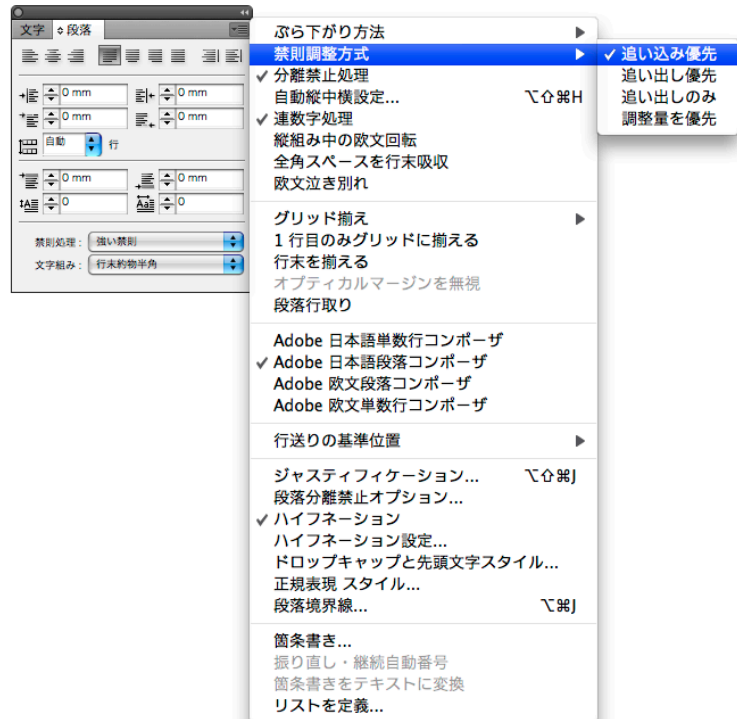 文字 段落
0 mm 0 mm
0 mm 0 mm
自動 行
0 mm 0 mm
0 0
禁則処理： 強い禁則
文字組み： 行末約物半角
ぶら下がり方法
禁則調整方式
分離禁止処理
自動縦中横設定... ⌥⇧⌘H
連数字処理
縦組み中の欧文回転
全角スペースを行末吸収
欧文泣き別れ
グリッド揃え
1 行目のみグリッドに揃える
行末を揃える
オプティカルマージンを無視
段落行取り
Adobe 日本語単数行コンポーザ
Adobe 日本語段落コンポーザ
Adobe 欧文段落コンポーザ
Adobe 欧文単数行コンポーザ
行送りの基準位置
ジャスティフィケーション... ⌥⇧⌘J
段落分離禁止オプション...
ハイフネーション
ハイフネーション設定...
ドロップキャップと先頭文字スタイル...
正規表現 スタイル...
段落境界線... ⌥⌘J
箇条書き...
振り直し・継続自動番号
箇条書きをテキストに変換
リストを定義...
追い込み優先
追い出し優先
追い出しのみ
調整量を優先